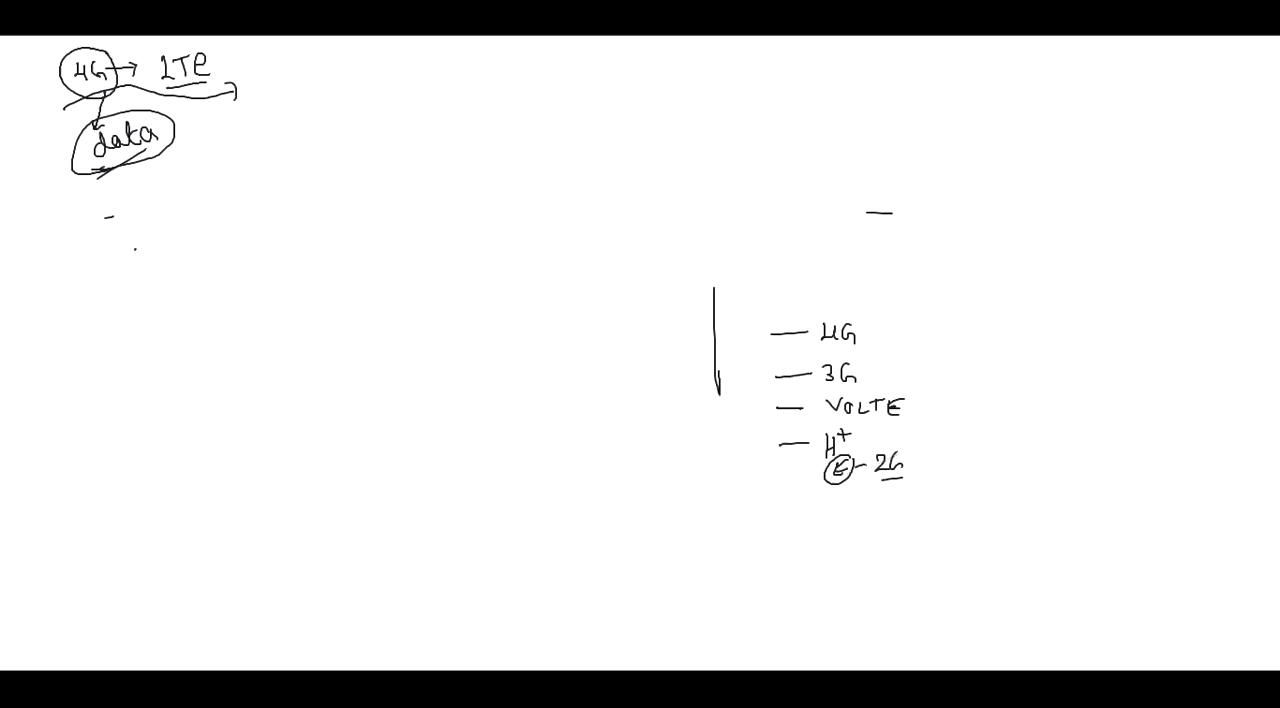 4G → LTE
data
— 4G
— 3G
— VOLTE
— H+
E - 2G